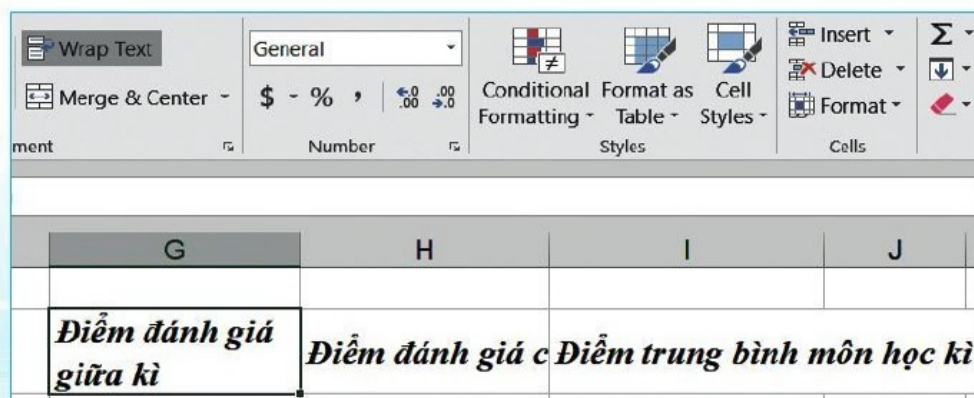 Wrap Text
General
Insert
Σ
Merge & Center
$ % ,
Conditional Formatting
Format as Table
Cell Styles
Delete
Format
ment
Number
Styles
Cells
G H I J
Điểm đánh giá
giữa kì
Điểm đánh giá c
Điểm trung bình môn học kì